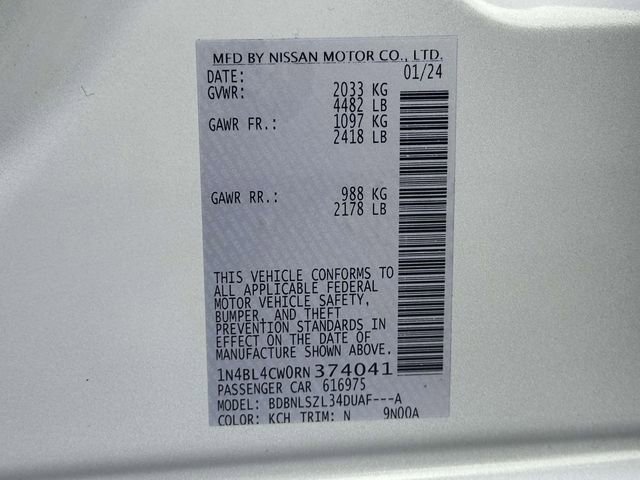 MFD BY NISSAN MOTOR CO., LTD.
DATE: 01/24
GVWR: 2033 KG
4482 LB
GAWR FR.: 1097 KG
2418 LB
GAWR RR.: 988 KG
2178 LB
THIS VEHICLE CONFORMS TO
ALL APPLICABLE FEDERAL
MOTOR VEHICLE SAFETY,
BUMPER, AND THEFT
PREVENTION STANDARDS IN
EFFECT ON THE DATE OF
MANUFACTURE SHOWN ABOVE.
1N4BL4CW0RN374041
PASSENGER CAR 616975
MODEL: BDBNLSZL34DUAF---A
COLOR: KCH TRIM: N 9N00A